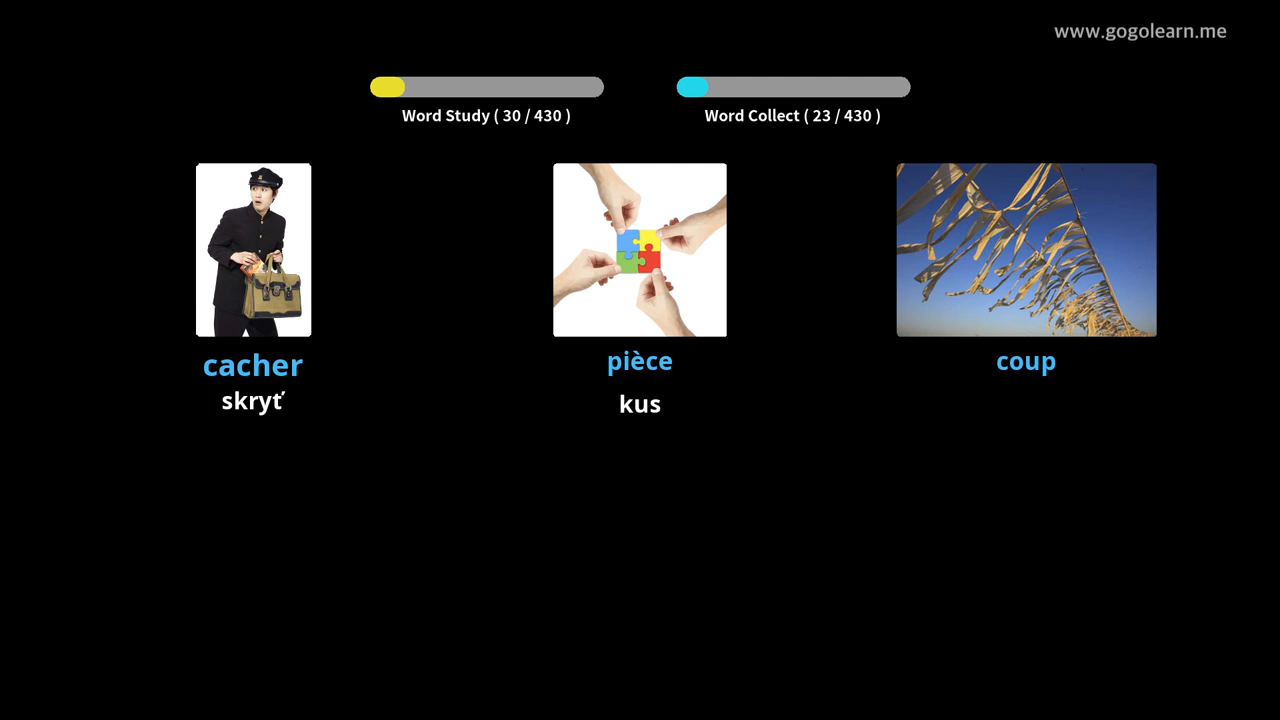 www.gogolearn.me
Word Study ( 30 / 430 )
Word Collect ( 23 / 430 )
cacher
skryť
pièce
kus
coup